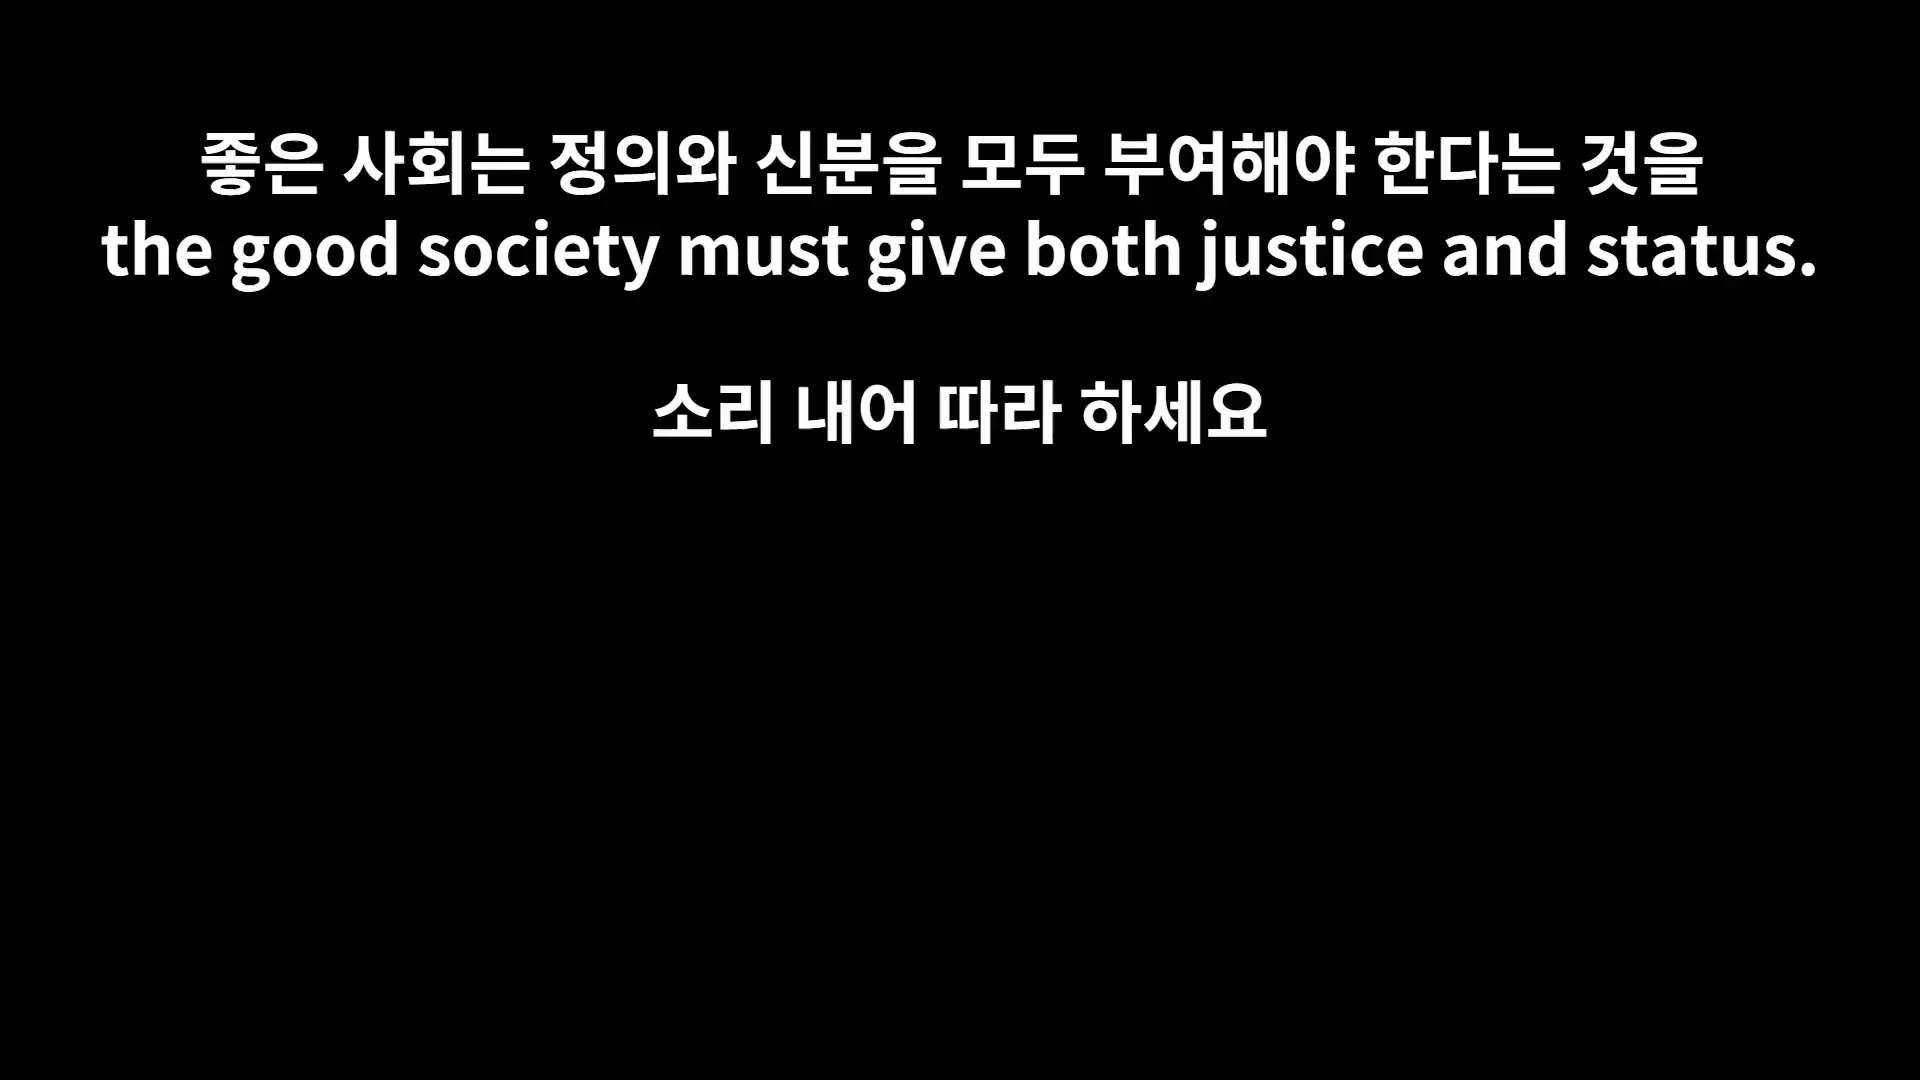 좋은 사회는 정의와 신분을 모두 부여해야 한다는 것을
the good society must give both justice and status.
소리 내어 따라 하세요